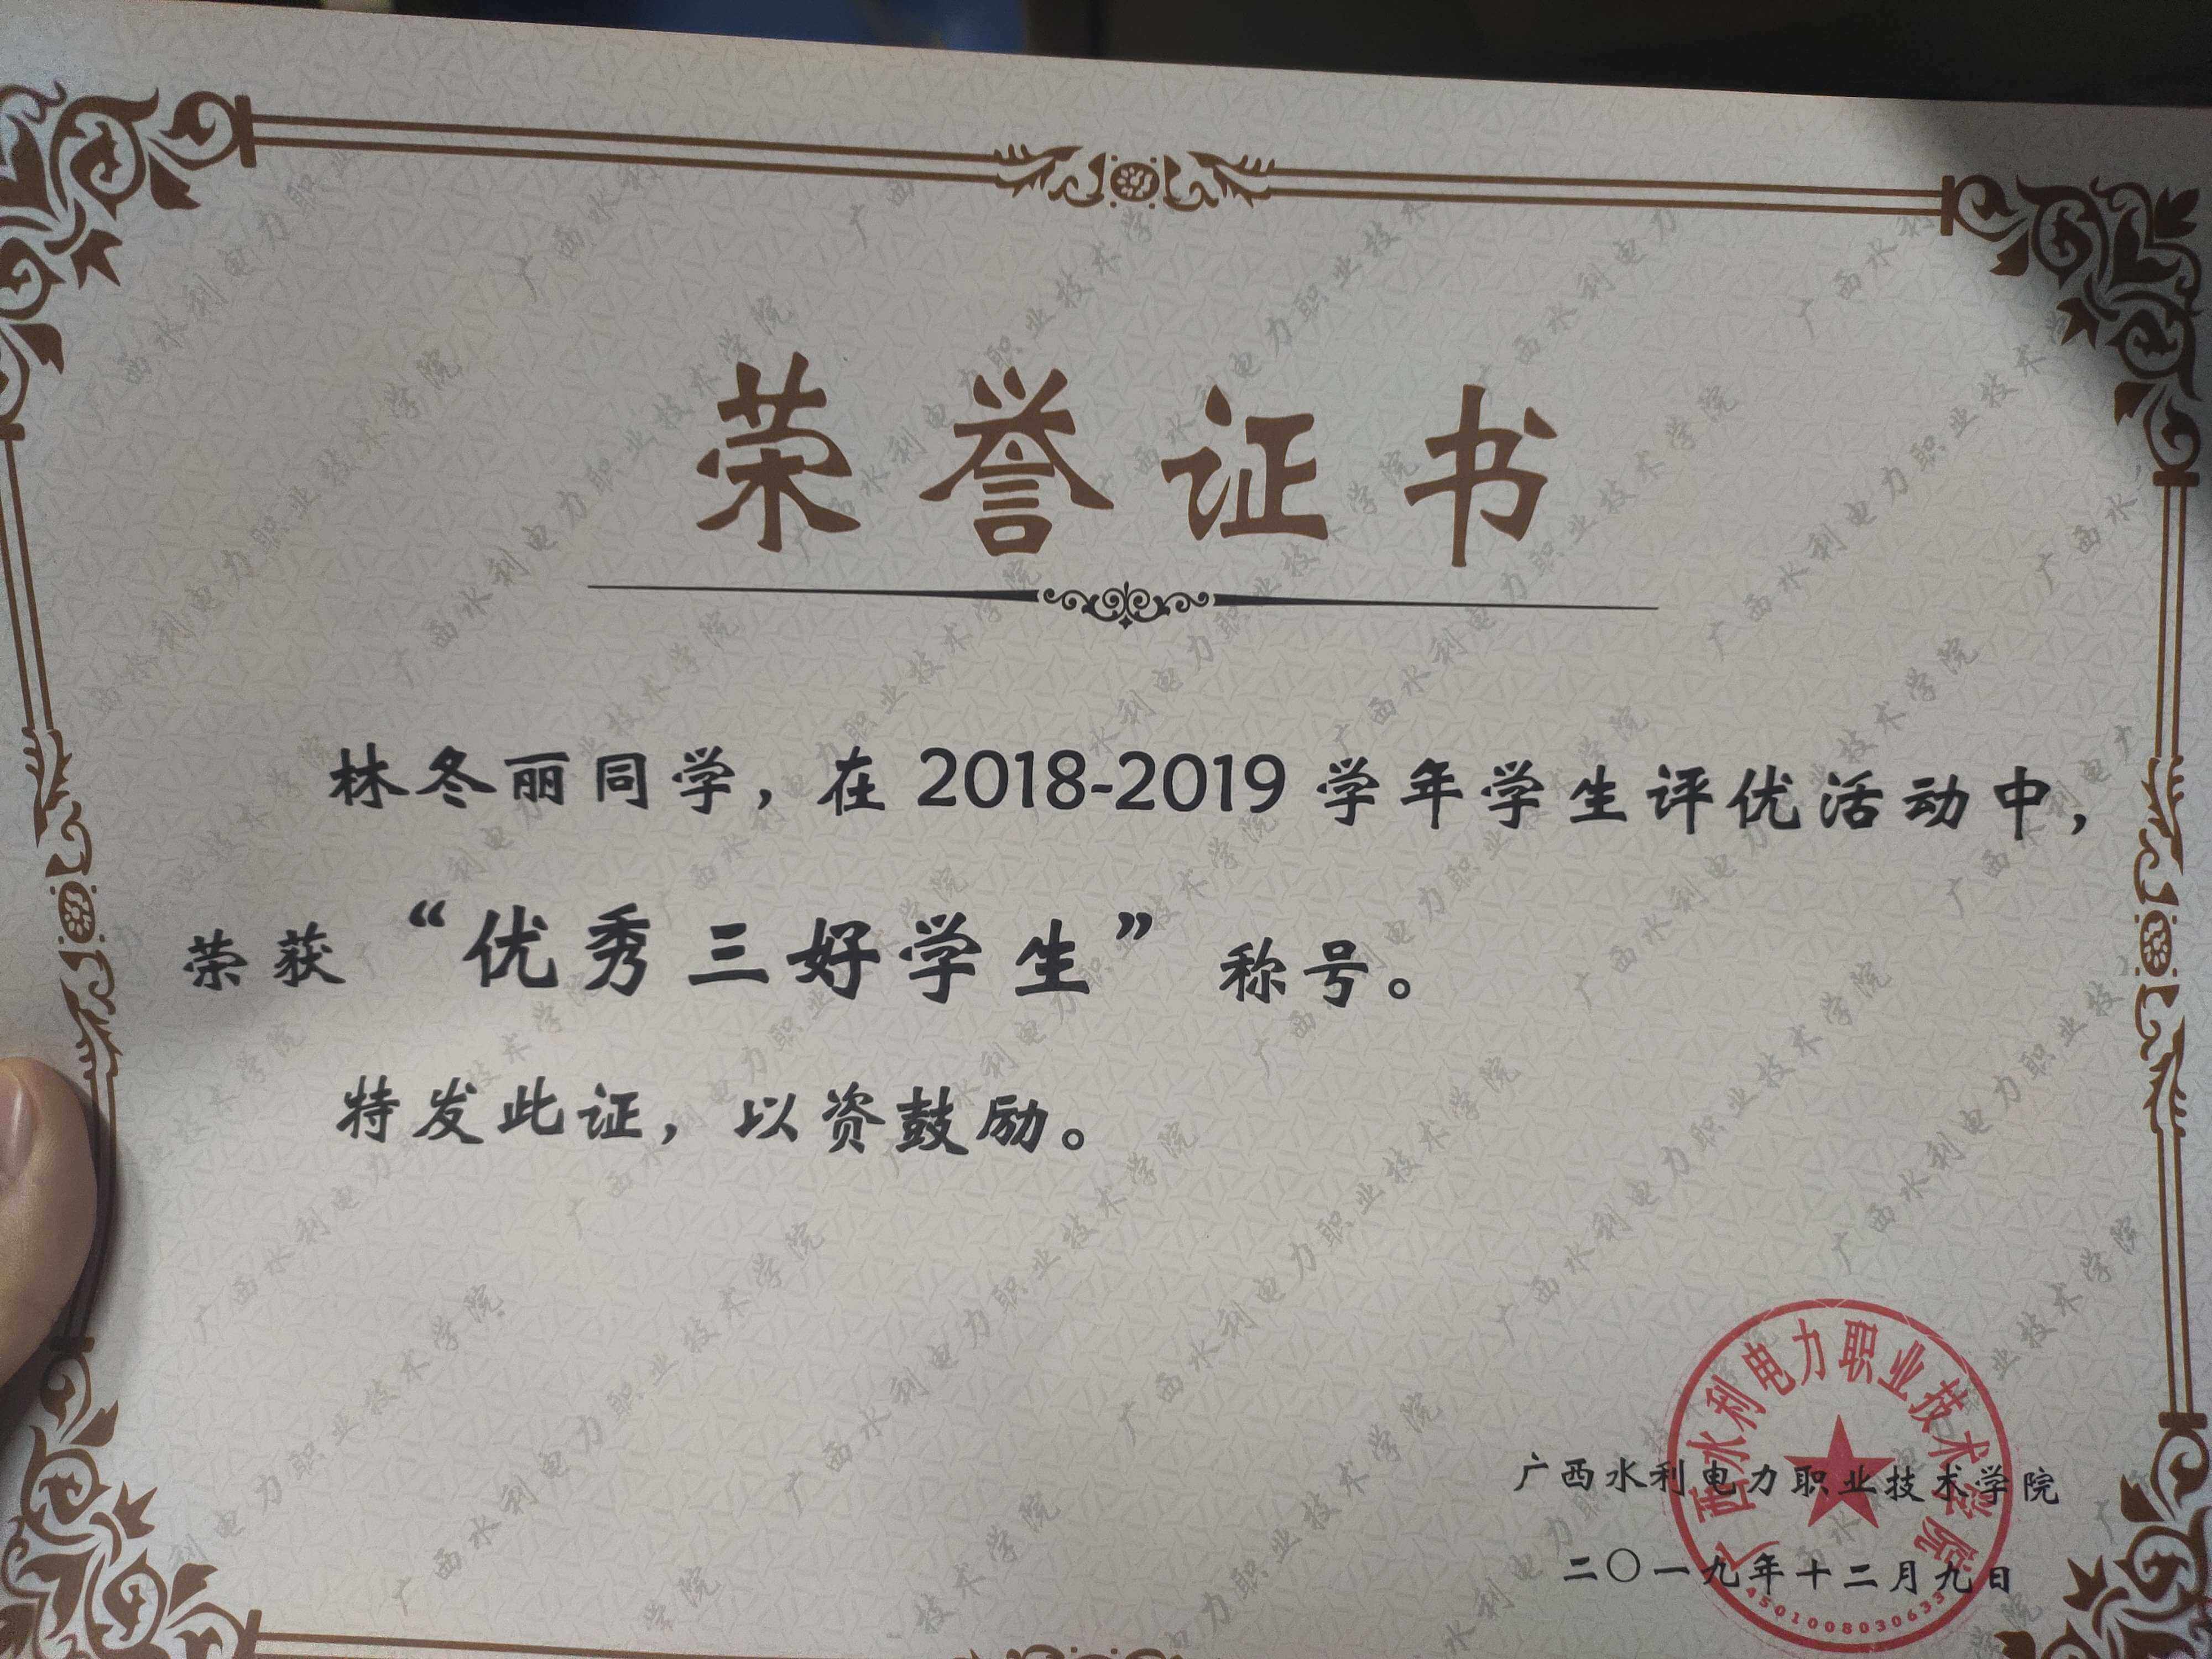 荣誉证书
林冬丽同学，在 2018-2019 学年学生评优活动中，
荣获“优秀三好学生”称号。
特发此证，以资鼓励。
广西水利电力职业技术学院
二〇一九年十二月九日
广西水利电力职业技术学院